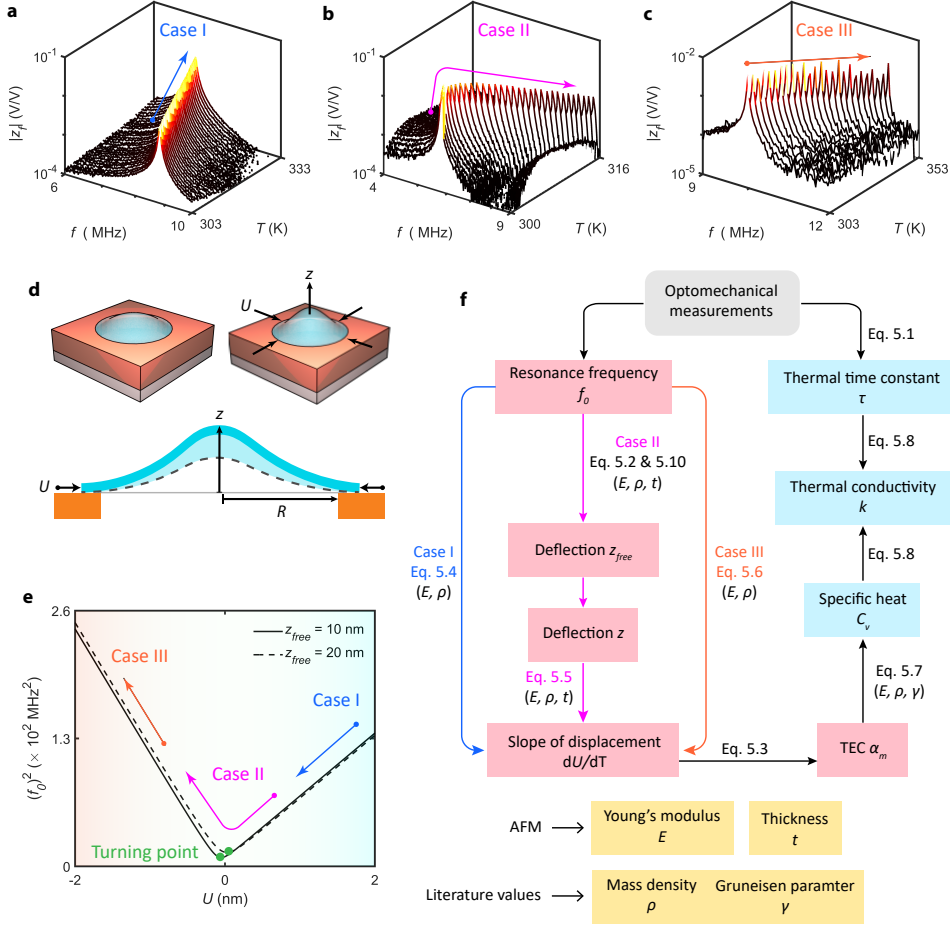 a
Case I
10⁻¹
|z_f| (V/V)
10⁻⁴
6
f (MHz)
10
303
T (K)
333
b
Case II
10⁻¹
|z_f| (V/V)
10⁻⁴
4
f (MHz)
9
300
T (K)
316
c
Case III
10⁻²
|z_f| (V/V)
10⁻⁵
9
f (MHz)
12
303
T (K)
353
d
z
U
z
U
R
e
2.6
1.3
0
(f₀)² (× 10² MHz²)
z_free = 10 nm
z_free = 20 nm
Case III
Case I
Case II
Turning point
-2
0
2
U (nm)
f
Optomechanical
measurements
Eq. 5.1
Resonance frequency
f₀
Thermal time constant
τ
Case II
Eq. 5.2 & 5.10
(E, ρ, t)
Eq. 5.8
Thermal conductivity
k
Deflection z_free
Case I
Eq. 5.4
(E, ρ)
Case III
Eq. 5.6
(E, ρ)
Eq. 5.8
Specific heat
C_v
Deflection z
Eq. 5.5
(E, ρ, t)
Eq. 5.7
(E, ρ, γ)
Slope of displacement
dU/dT
Eq. 5.3
TEC α_m
AFM
Young's modulus
E
Thickness
t
Literature values
Mass density
ρ
Gruneisen paramter
γ